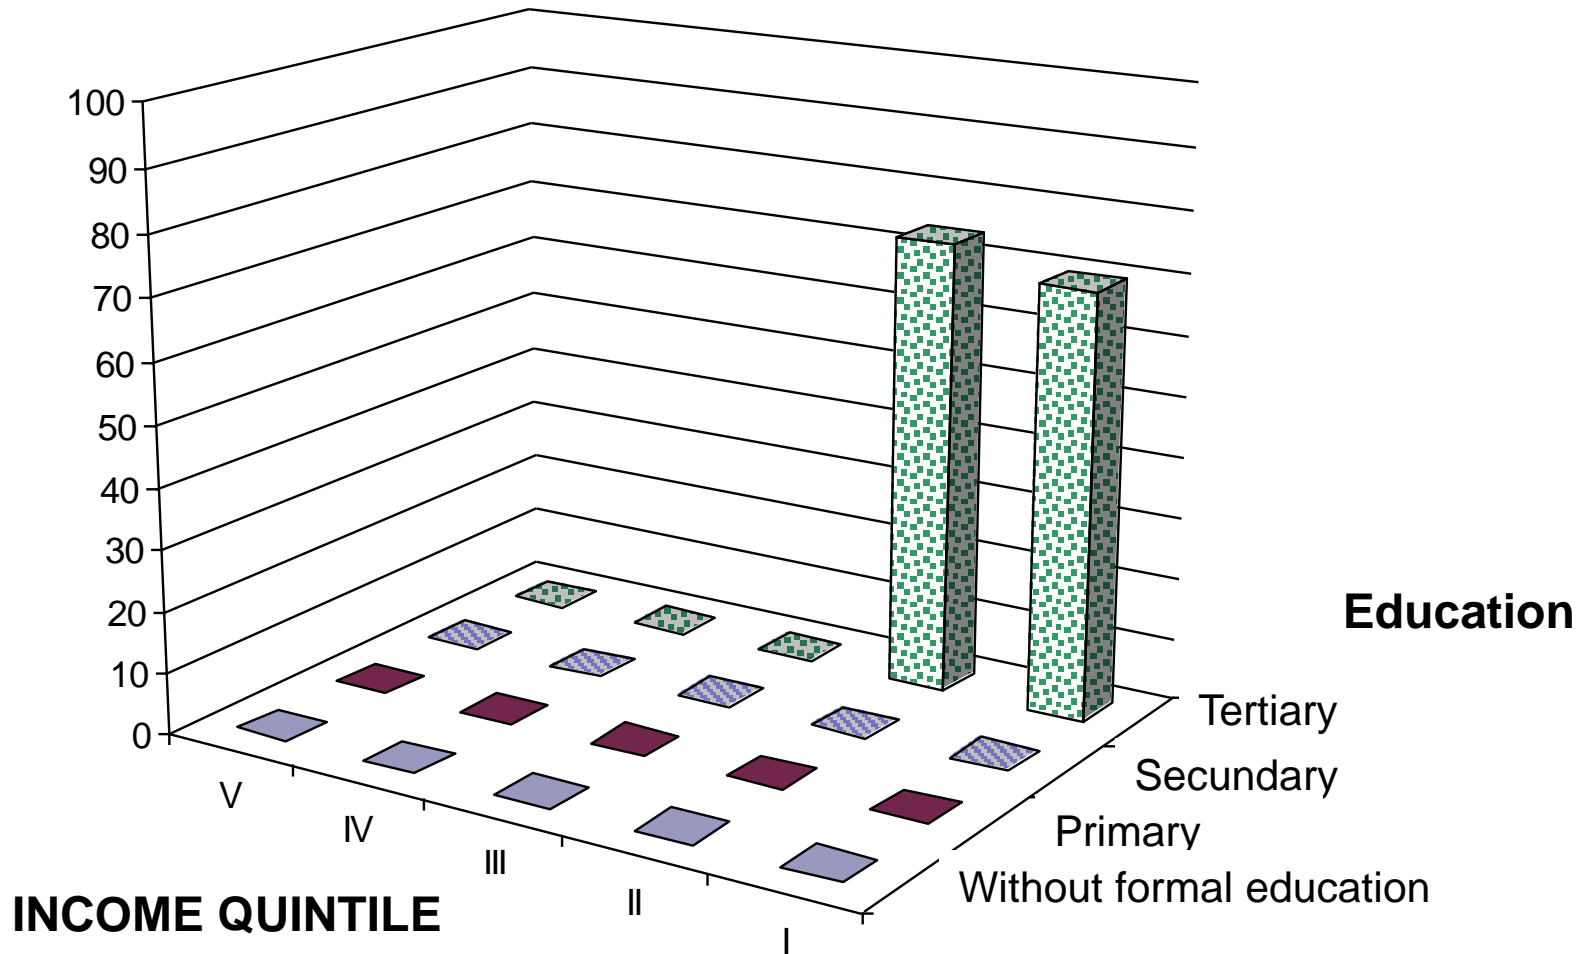 100
90
80
70
60
50
40
30
20
10
0
V
IV
III
II
I
INCOME QUINTILE
Education
Tertiary
Secundary
Primary
Without formal education